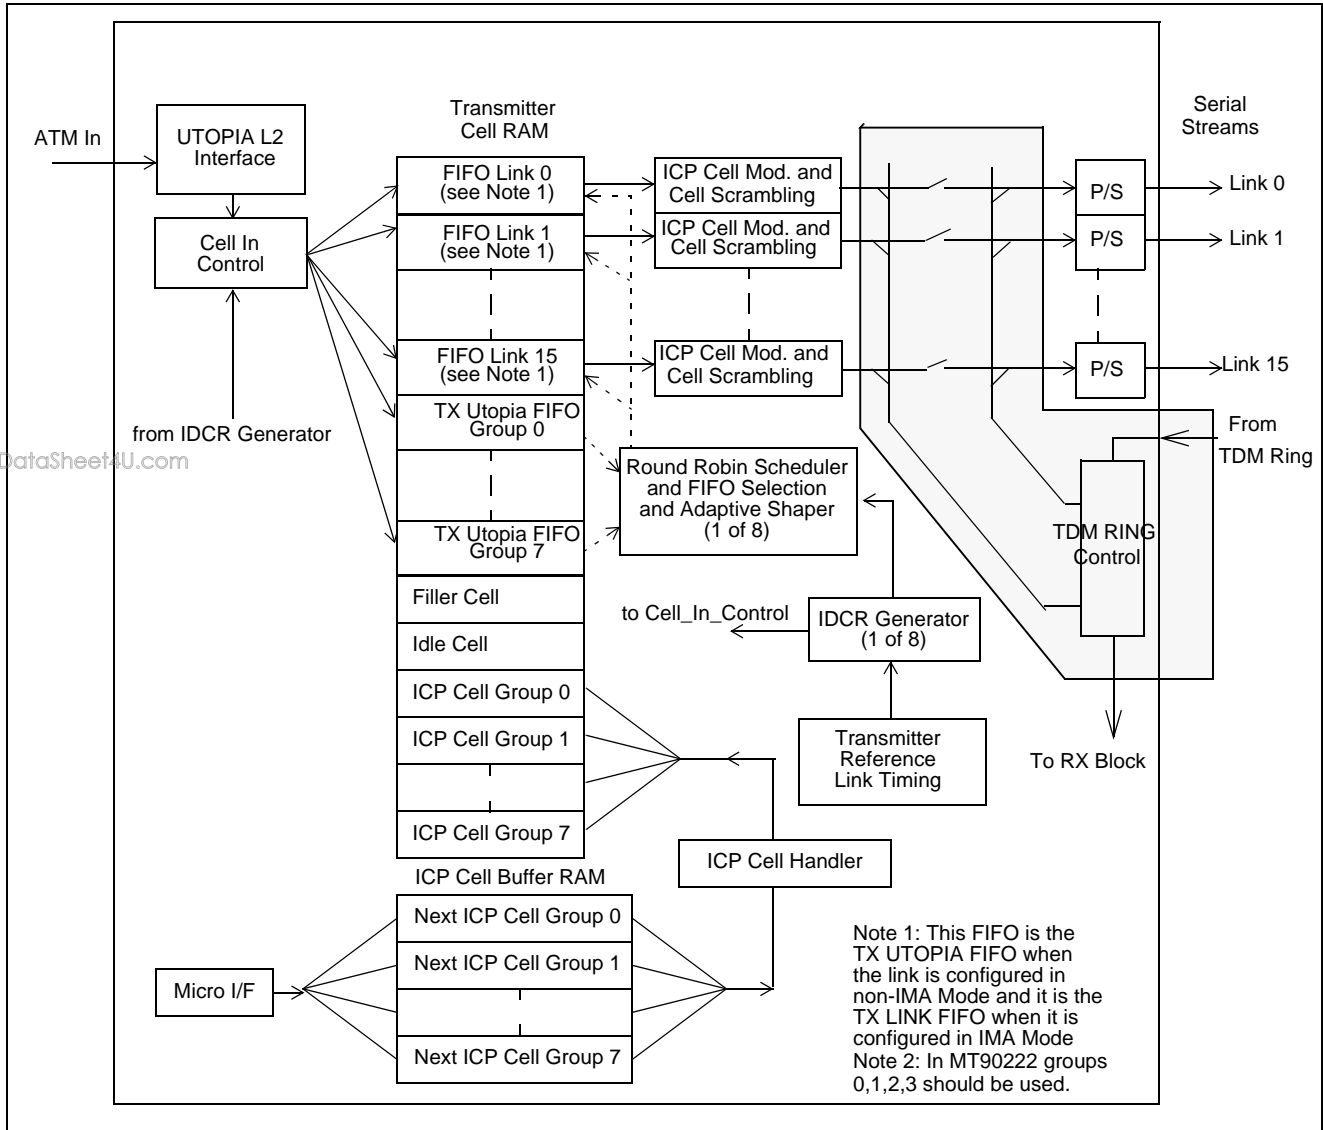 Transmitter
Cell RAM
Serial
Streams
ATM In
UTOPIA L2
Interface
FIFO Link 0
(see Note 1)
ICP Cell Mod. and
Cell Scrambling
P/S
Link 0
Cell In
Control
FIFO Link 1
(see Note 1)
ICP Cell Mod. and
Cell Scrambling
P/S
Link 1
FIFO Link 15
(see Note 1)
ICP Cell Mod. and
Cell Scrambling
P/S
Link 15
from IDCR Generator
DataSheet4U.com
TX Utopia FIFO
Group 0
From
TDM Ring
Round Robin Scheduler
and FIFO Selection
and Adaptive Shaper
(1 of 8)
TX Utopia FIFO
Group 7
TDM RING
Control
Filler Cell
Idle Cell
to Cell_In_Control
IDCR Generator
(1 of 8)
ICP Cell Group 0
ICP Cell Group 1
Transmitter
Reference
Link Timing
To RX Block
ICP Cell Group 7
ICP Cell Handler
ICP Cell Buffer RAM
Next ICP Cell Group 0
Next ICP Cell Group 1
Micro I/F
Next ICP Cell Group 7
Note 1: This FIFO is the
TX UTOPIA FIFO when
the link is configured in
non-IMA Mode and it is the
TX LINK FIFO when it is
configured in IMA Mode
Note 2: In MT90222 groups
0,1,2,3 should be used.